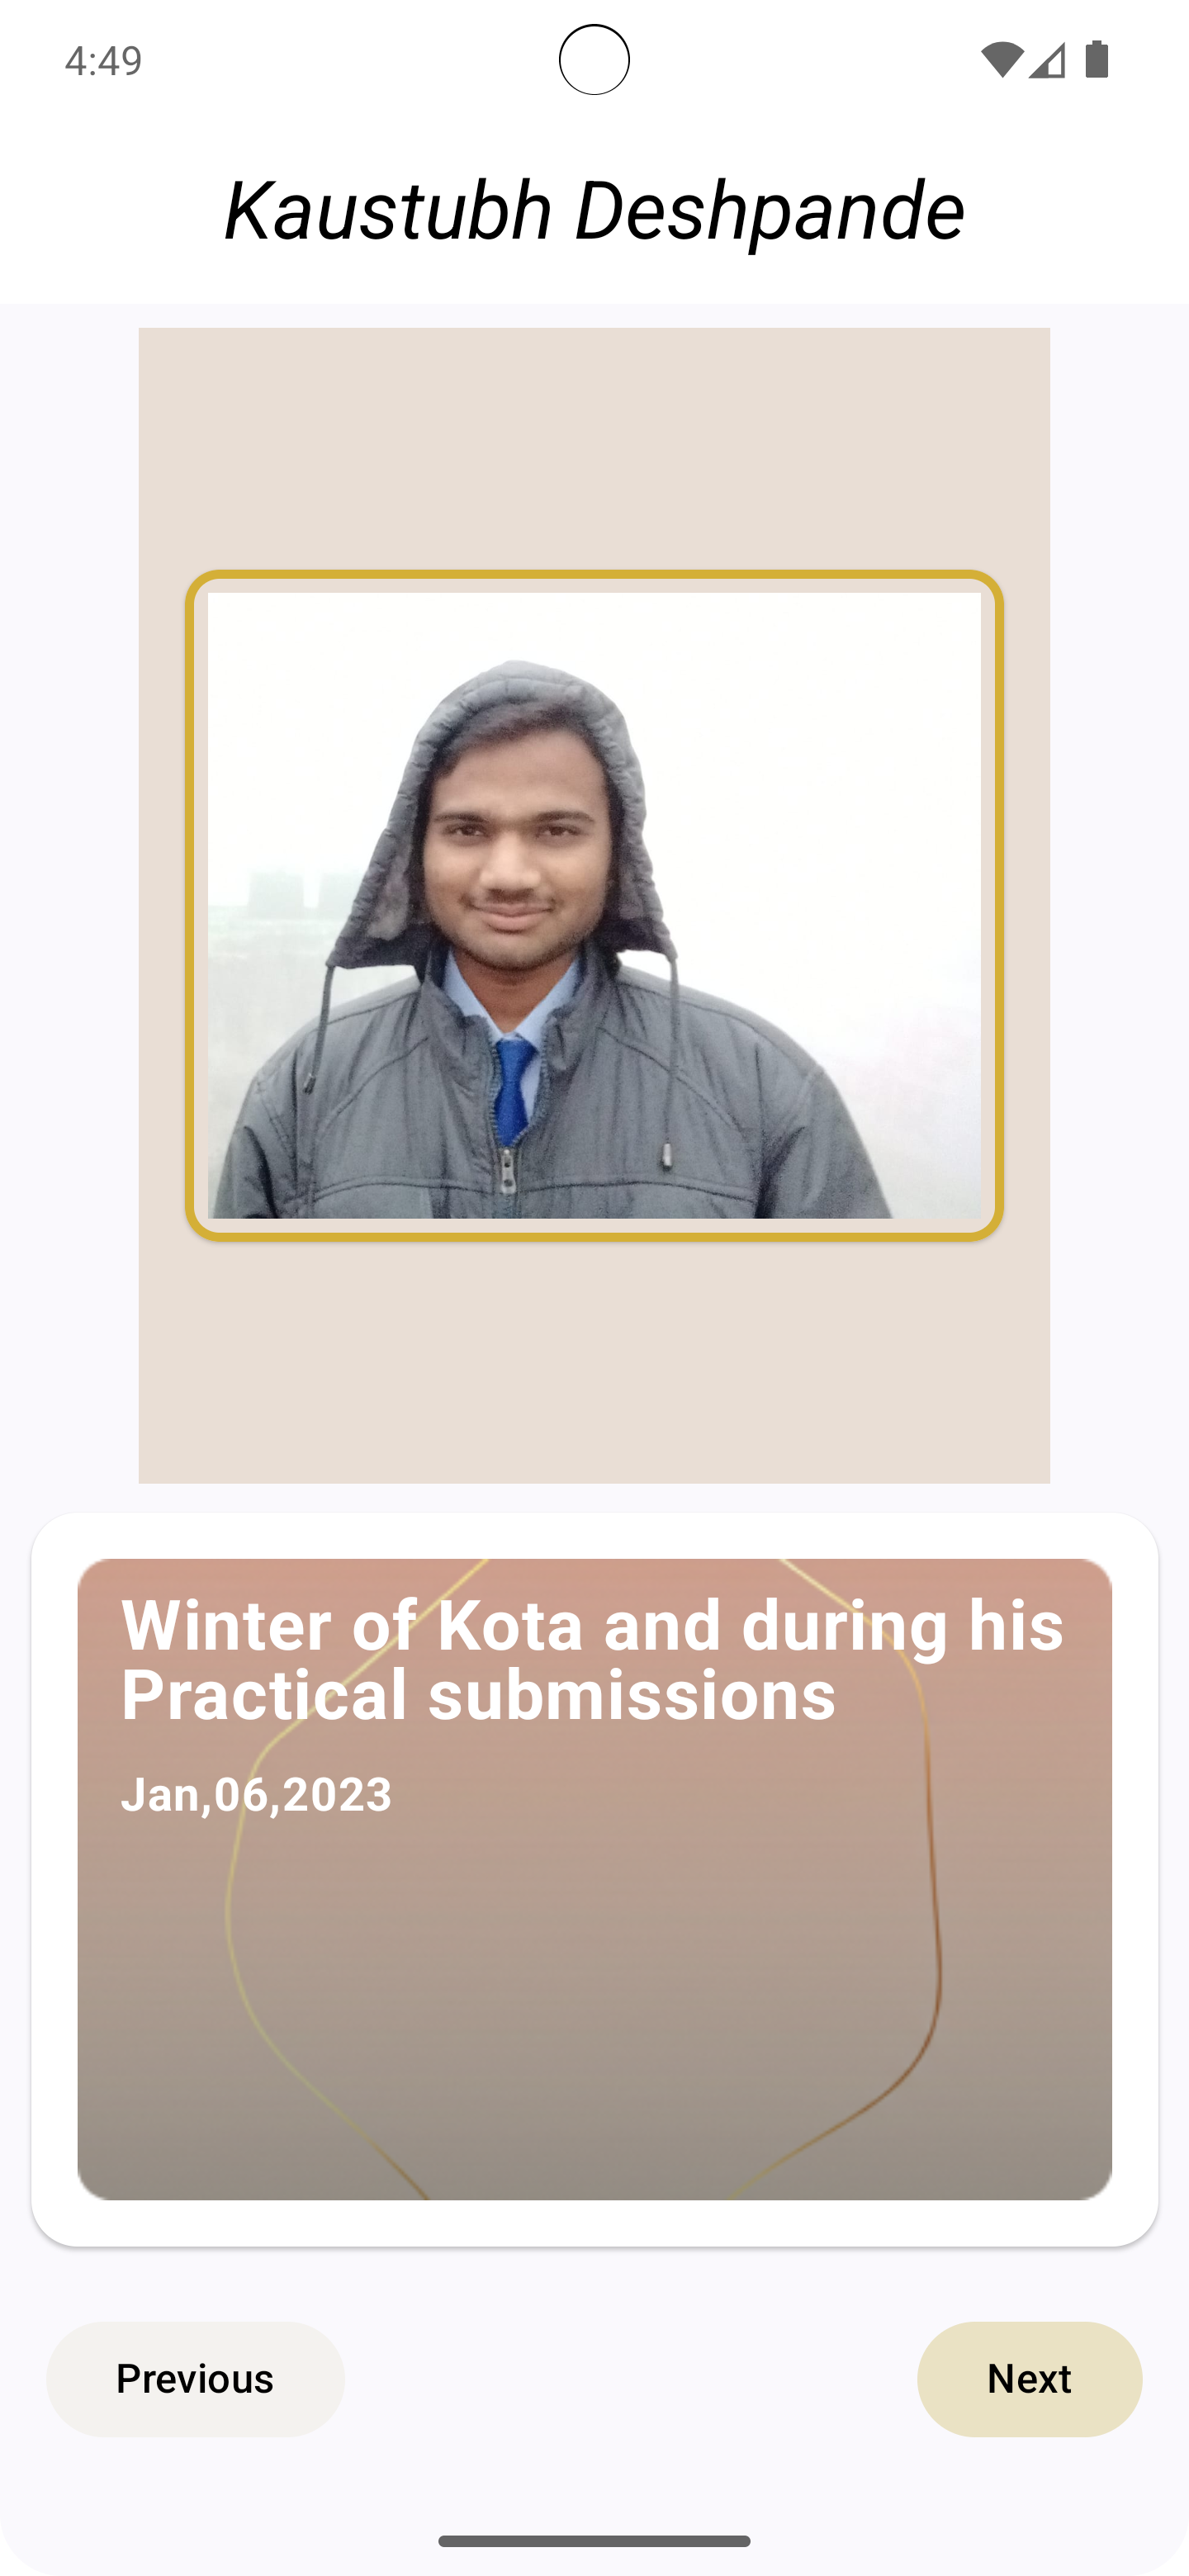 4:49
Kaustubh Deshpande
Winter of Kota and during his
Practical submissions
Jan,06,2023
Previous
Next